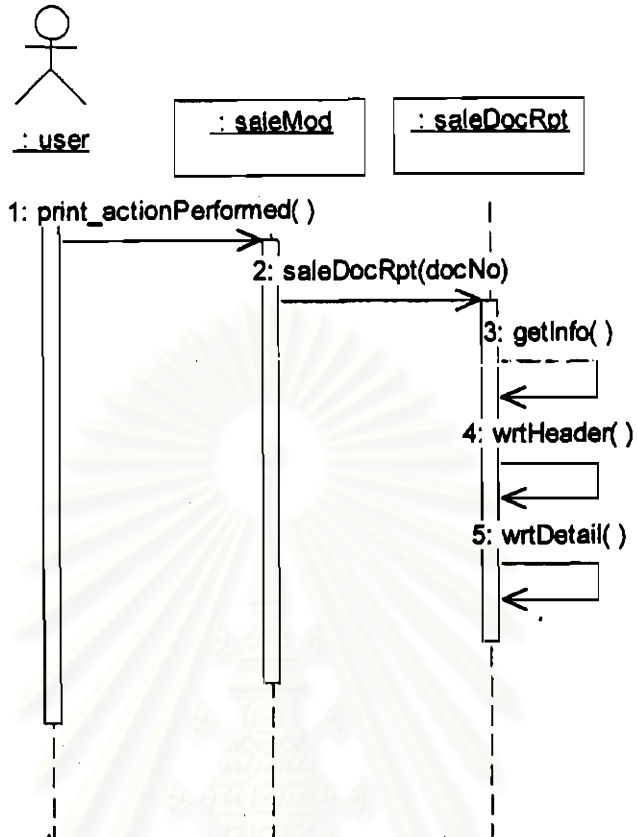 : user
: saleMod
: saleDocRpt
1: print_actionPerformed( )
2: saleDocRpt(docNo)
3: getInfo( )
4: wrtHeader( )
5: wrtDetail( )